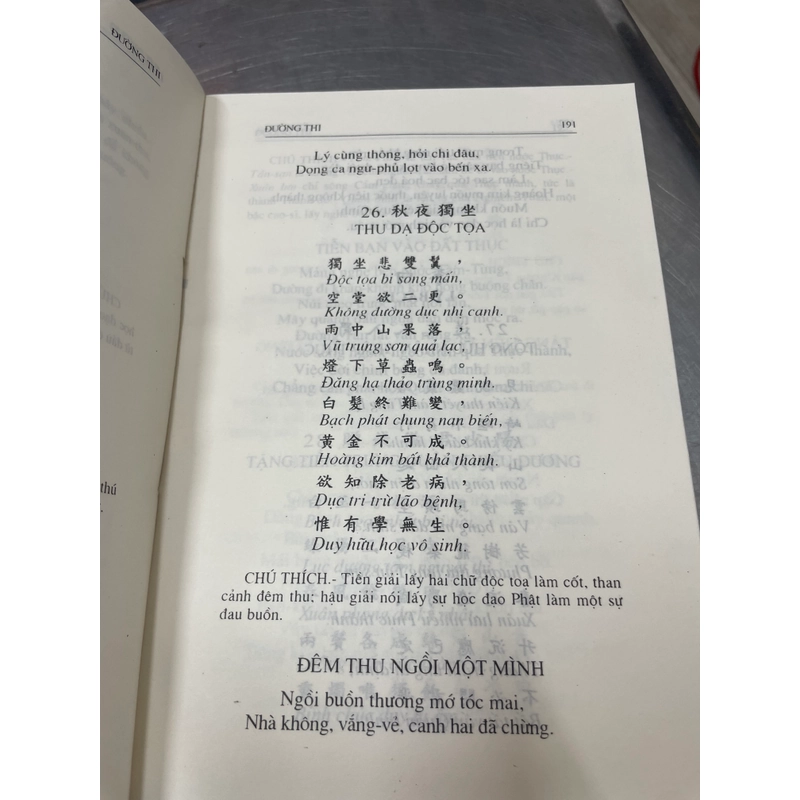 ĐƯỜNG THI
thú
ĐƯỜNG THI 191
Lý cùng thông, hỏi chi đâu,
Dọng ca ngư-phủ lọt vào bến xa.
26. 秋夜獨坐
THU DẠ ĐỘC TỌA
獨坐悲雙鬢，
Độc tọa bi song mấn,
空堂欲二更。
Không đường dục nhị canh.
雨中山果落，
Vũ trung sơn quả lạc,
燈下草蟲鳴。
Đăng hạ thảo trùng minh.
白髮終難變，
Bạch phát chung nan biến,
黃金不可成。
Hoàng kim bất khả thành.
欲知除老病，
Dục tri trừ lão bệnh,
惟有學無生。
Duy hữu học vô sinh.
CHÚ THÍCH.- Tiền giải lấy hai chữ độc toạ làm cốt, than
cảnh đêm thu; hậu giải nói lấy sự học đạo Phật làm một sự
đau buồn.
ĐÊM THU NGỒI MỘT MÌNH
Ngồi buồn thương mớ tóc mai,
Nhà không, vắng-vẻ, canh hai đã chừng.